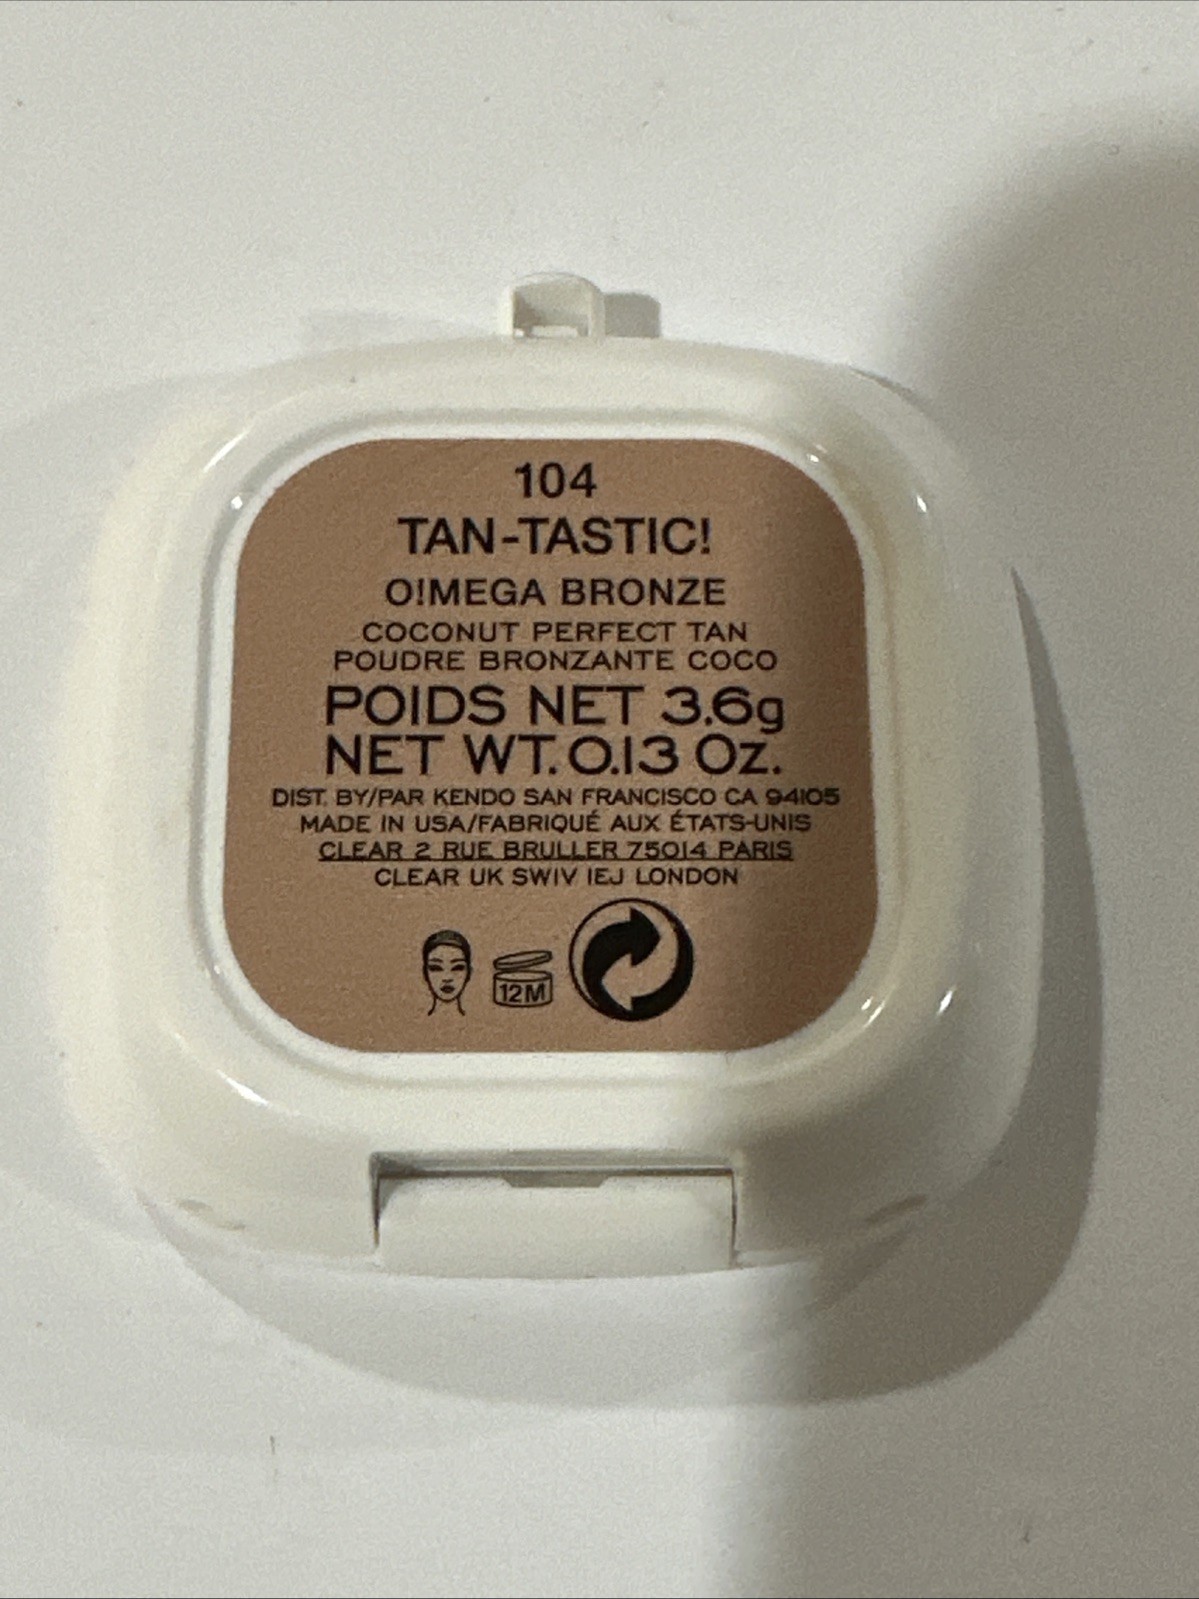 104
TAN-TASTIC!
O!MEGA BRONZE
COCONUT PERFECT TAN
POUDRE BRONZANTE COCO
POIDS NET 3.6g
NET WT. 0.13 Oz.
DIST. BY/PAR KENDO SAN FRANCISCO CA 94105
MADE IN USA/FABRIQUÉ AUX ÉTATS-UNIS
CLEAR 2 RUE BRULLER 75014 PARIS
CLEAR UK SW1V 1EJ LONDON
12M